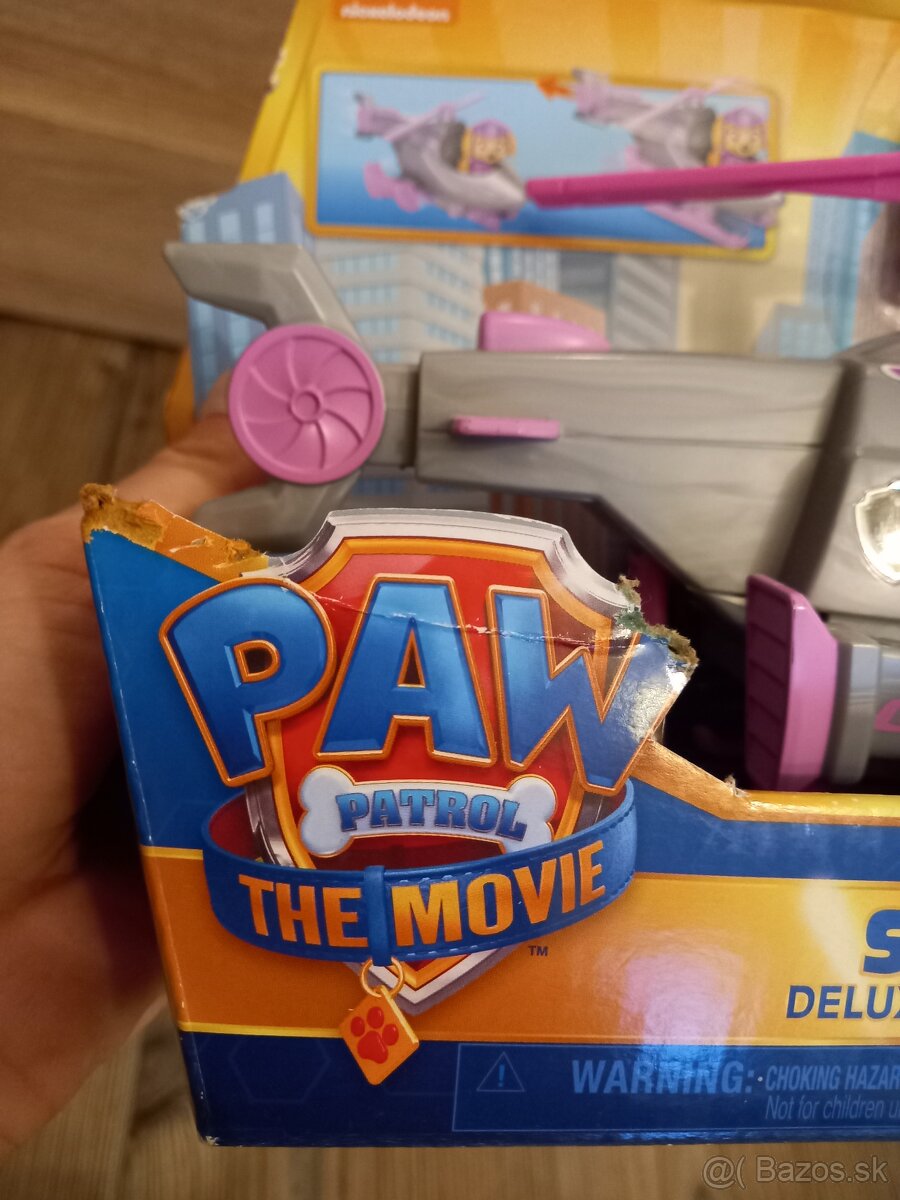 nickelodeon
PAW
PATROL
THE MOVIE
TM
DELUX
WARNING: CHOKING HAZAR
Not for children u
@( Bazos.sk